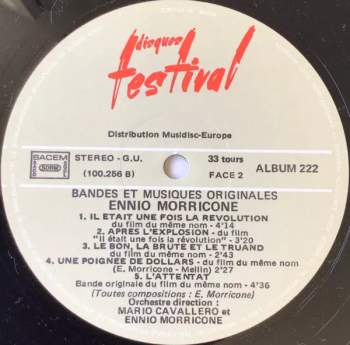 disques
festival
Distribution Musidisc-Europe
SACEM
SDRM
STEREO - G.U.
(100.256 B)
33 tours
FACE 2
ALBUM 222
BANDES ET MUSIQUES ORIGINALES
ENNIO MORRICONE
1. IL ETAIT UNE FOIS LA REVOLUTION
du film du même nom - 4'14
2. APRES L'EXPLOSION - du film
"il était une fois la révolution" - 3'20
3. LE BON, LA BRUTE ET LE TRUAND
du film du même nom - 2'30
4. UNE POIGNEE DE DOLLARS - du film du même nom
(E. Morricone - Mellin) 2'27
5. L'ATTENTAT
Bande originale du film du même nom - 4'36
(Toutes compositions : E. Morricone)
Orchestre direction :
MARIO CAVALLERO et
ENNIO MORRICONE